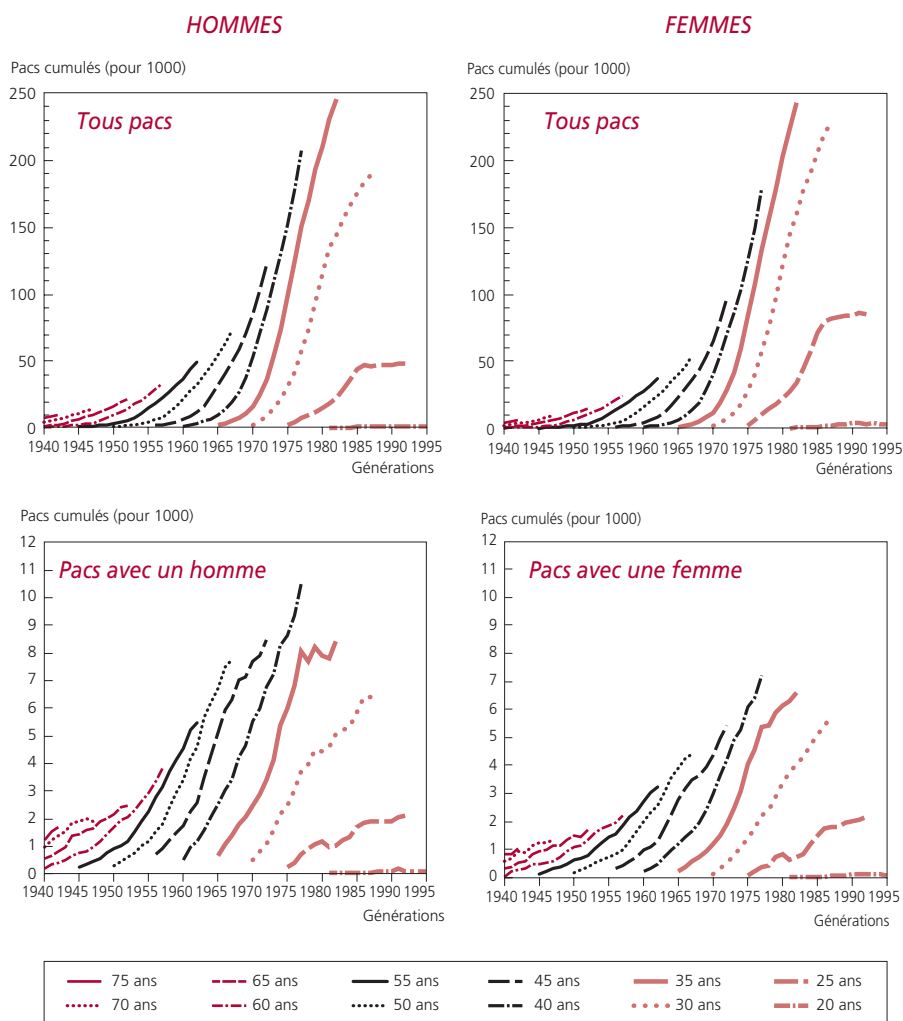 HOMMES
FEMMES
Pacs cumulés (pour 1000)
Pacs cumulés (pour 1000)
Tous pacs
Tous pacs
250
200
150
100
50
0
250
200
150
100
50
0
1940 1945 1950 1955 1960 1965 1970 1975 1980 1985 1990 1995
1940 1945 1950 1955 1960 1965 1970 1975 1980 1985 1990 1995
Générations
Générations
Pacs cumulés (pour 1000)
Pacs cumulés (pour 1000)
Pacs avec un homme
Pacs avec une femme
12
11
10
9
8
7
6
5
4
3
2
1
0
12
11
10
9
8
7
6
5
4
3
2
1
0
1940 1945 1950 1955 1960 1965 1970 1975 1980 1985 1990 1995
1940 1945 1950 1955 1960 1965 1970 1975 1980 1985 1990 1995
Générations
Générations
75 ans 65 ans 55 ans 45 ans 35 ans 25 ans
70 ans 60 ans 50 ans 40 ans 30 ans 20 ans